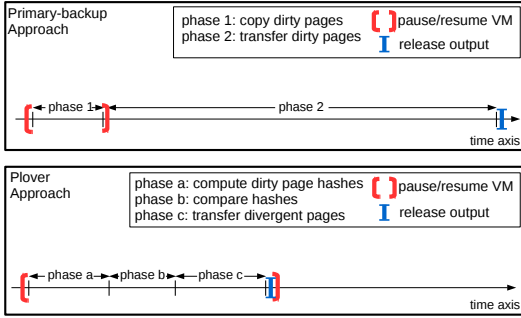 Primary-backup
Approach
phase 1: copy dirty pages
phase 2: transfer dirty pages
pause/resume VM
release output
phase 1
phase 2
time axis
Plover
Approach
phase a: compute dirty page hashes
phase b: compare hashes
phase c: transfer divergent pages
pause/resume VM
release output
phase a
phase b
phase c
time axis